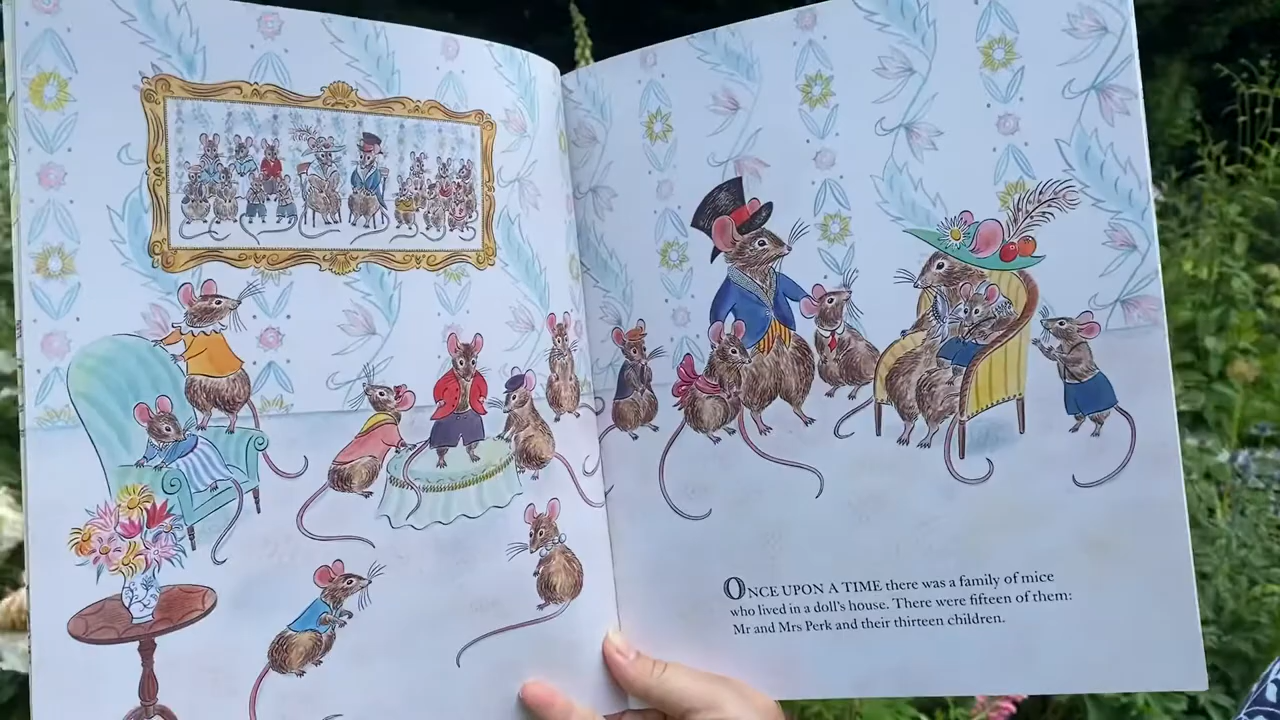 ONCE UPON A TIME there was a family of mice
who lived in a doll's house. There were fifteen of them:
Mr and Mrs Perk and their thirteen children.